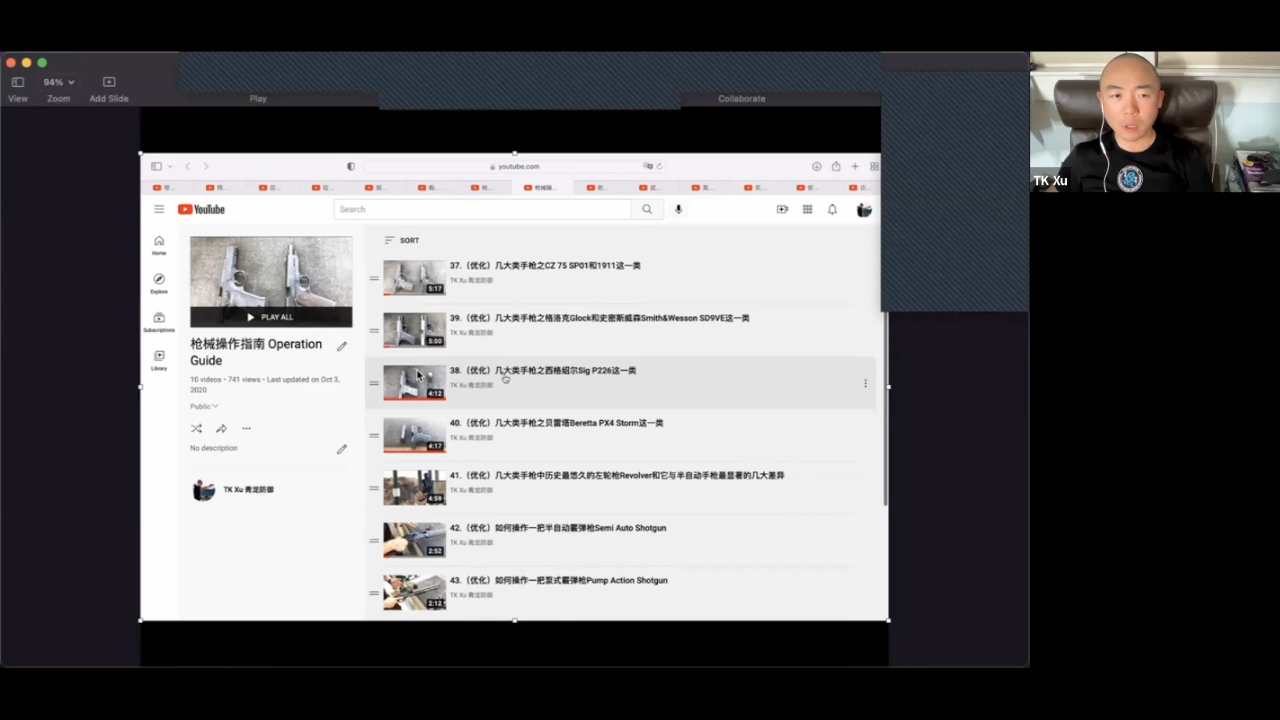 94%
View
Zoom
Add Slide
Play
Collaborate
youtube.com
枪械操...
YouTube
Search
Home
Explore
Subscriptions
Library
PLAY ALL
枪械操作指南 Operation
Guide
10 videos • 741 views • Last updated on Oct 3,
2020
Public
No description
TK Xu 青龙防御
SORT
37.（优化）几大类手枪之CZ 75 SP01和1911这一类
TK Xu 青龙防御
5:17
39.（优化）几大类手枪之格洛克Glock和史密斯威森Smith&Wesson SD9VE这一类
TK Xu 青龙防御
5:00
38.（优化）几大类手枪之西格绍尔Sig P226这一类
TK Xu 青龙防御
4:12
40.（优化）几大类手枪之贝雷塔Beretta PX4 Storm这一类
TK Xu 青龙防御
4:17
41.（优化）几大类手枪中历史最悠久的左轮枪Revolver和它与半自动手枪最显著的几大差异
TK Xu 青龙防御
4:59
42.（优化）如何操作一把半自动霰弹枪Semi Auto Shotgun
TK Xu 青龙防御
2:52
43.（优化）如何操作一把泵式霰弹枪Pump Action Shotgun
TK Xu 青龙防御
2:12
TK Xu